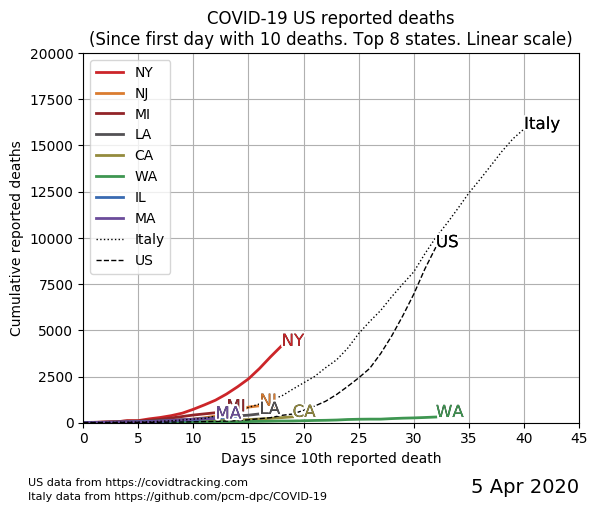 COVID-19 US reported deaths
(Since first day with 10 deaths. Top 8 states. Linear scale)
20000
17500
15000
12500
10000
7500
5000
2500
0
Cumulative reported deaths
NY
NJ
MI
LA
CA
WA
IL
MA
Italy
US
Italy
US
NY
MI
NJ
LA
MA
CA
WA
0 5 10 15 20 25 30 35 40 45
Days since 10th reported death
US data from https://covidtracking.com
Italy data from https://github.com/pcm-dpc/COVID-19
5 Apr 2020